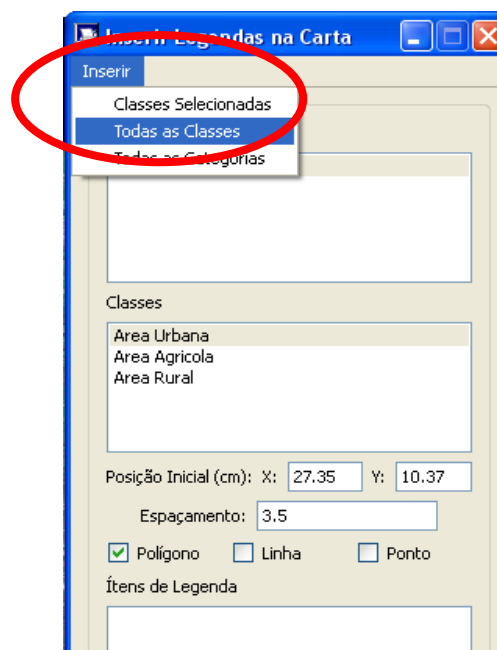 Inserir Legendas na Carta
Inserir
Classes Selecionadas
Todas as Classes
Todas as Categorias
Classes
Area Urbana
Area Agricola
Area Rural
Posição Inicial (cm): X: 27.35 Y: 10.37
Espaçamento: 3.5
Polígono Linha Ponto
Ítens de Legenda